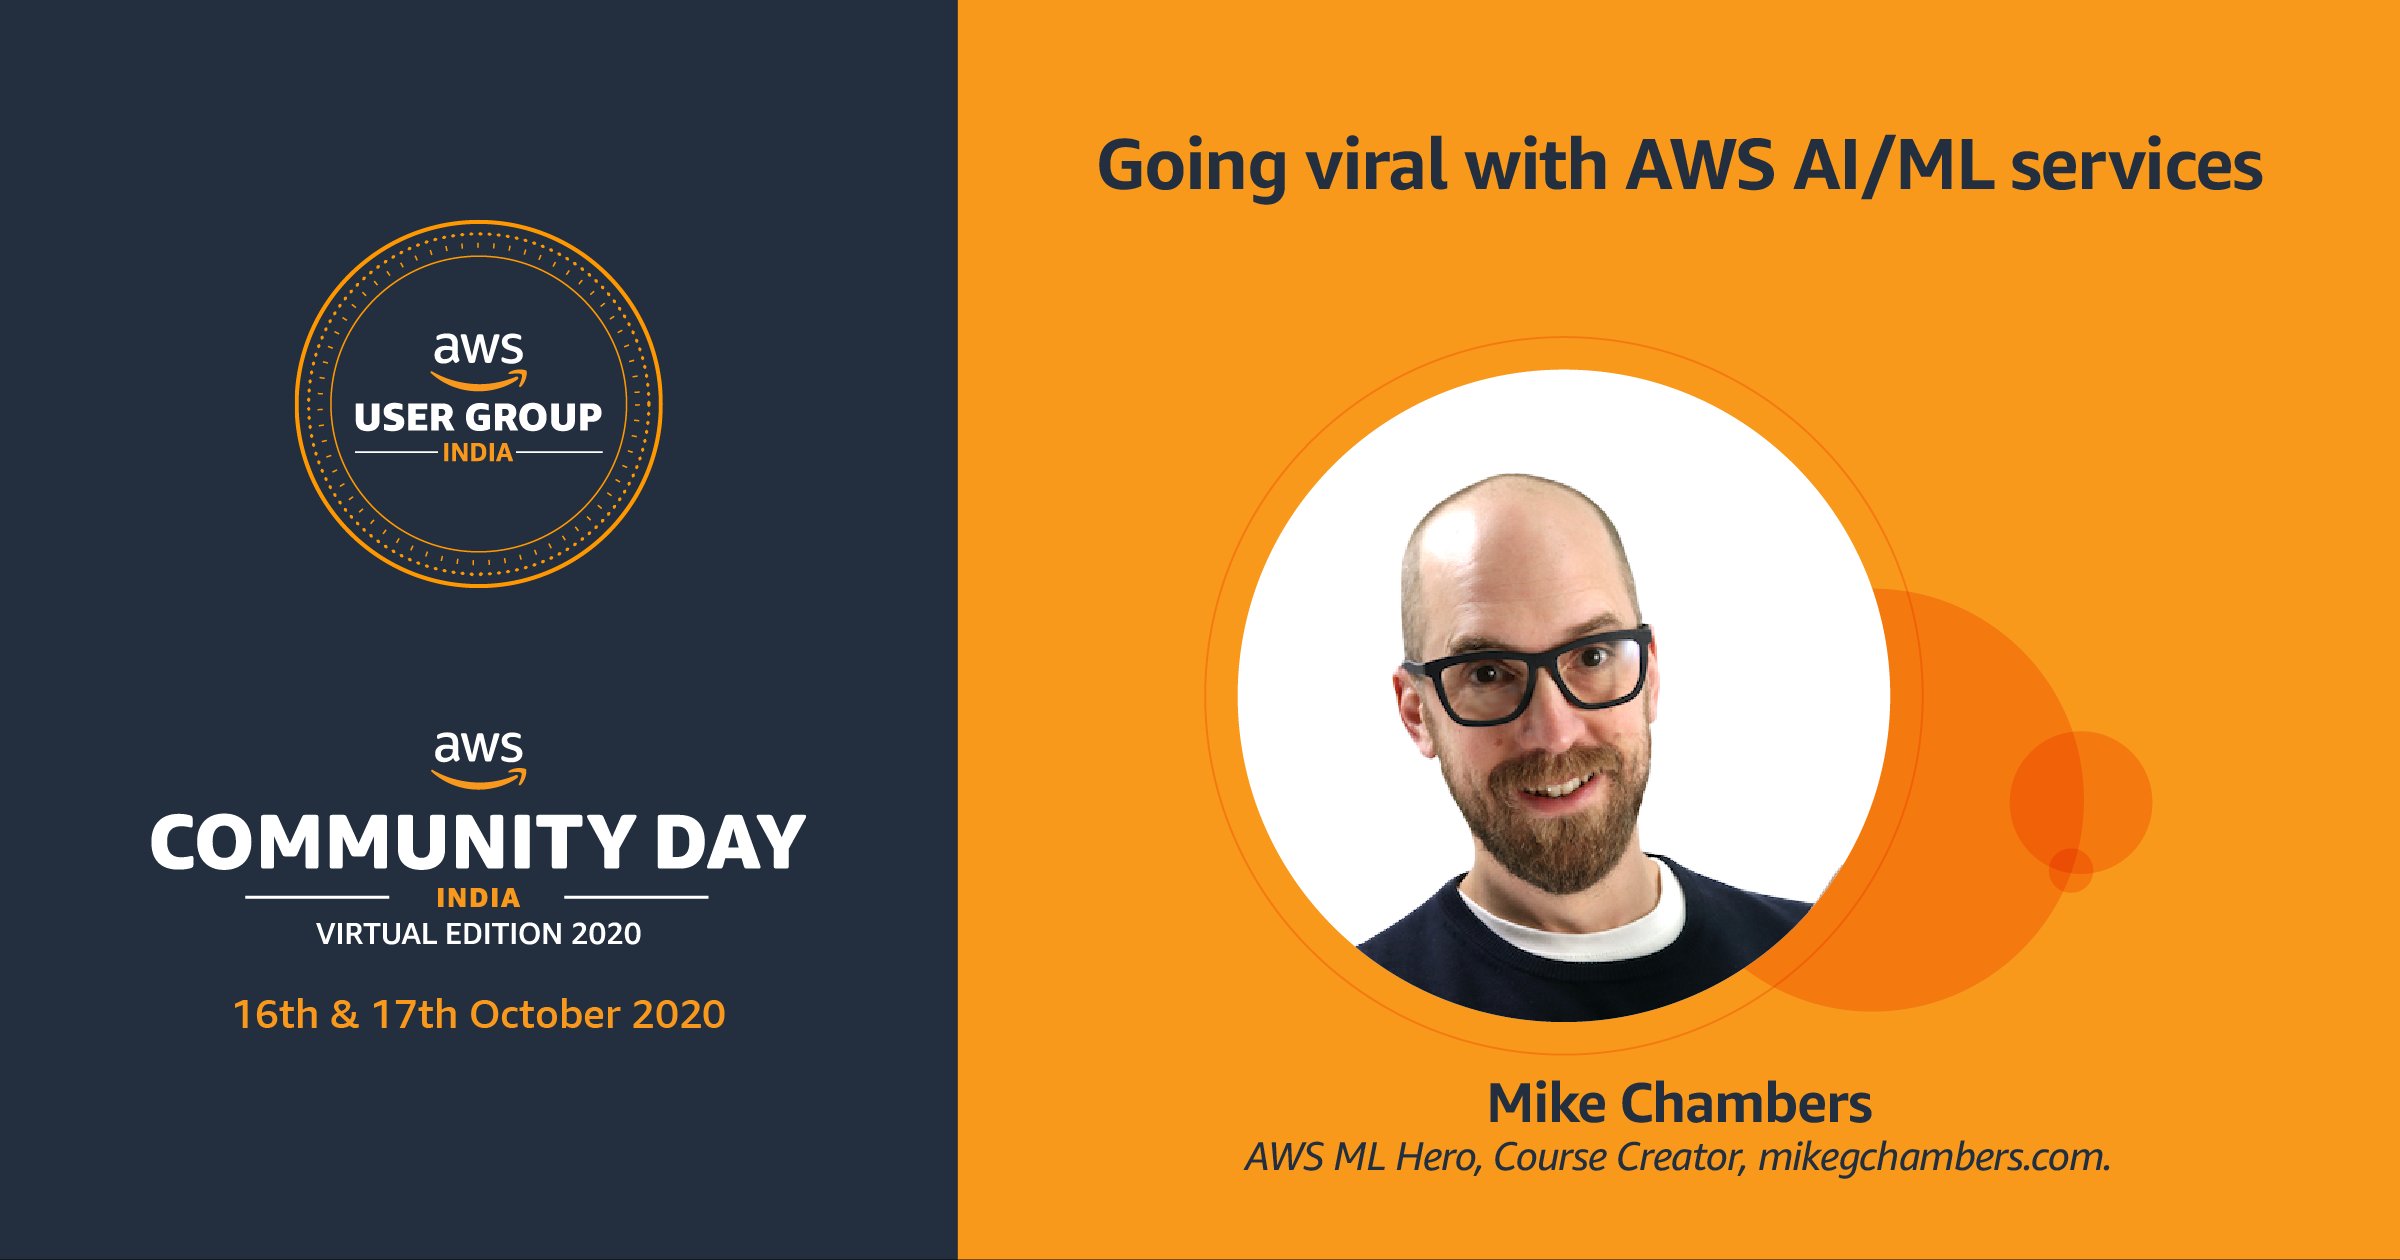 aws
USER GROUP
INDIA
aws
COMMUNITY DAY
INDIA
VIRTUAL EDITION 2020
16th & 17th October 2020
Going viral with AWS AI/ML services
Mike Chambers
AWS ML Hero, Course Creator, mikegchambers.com.